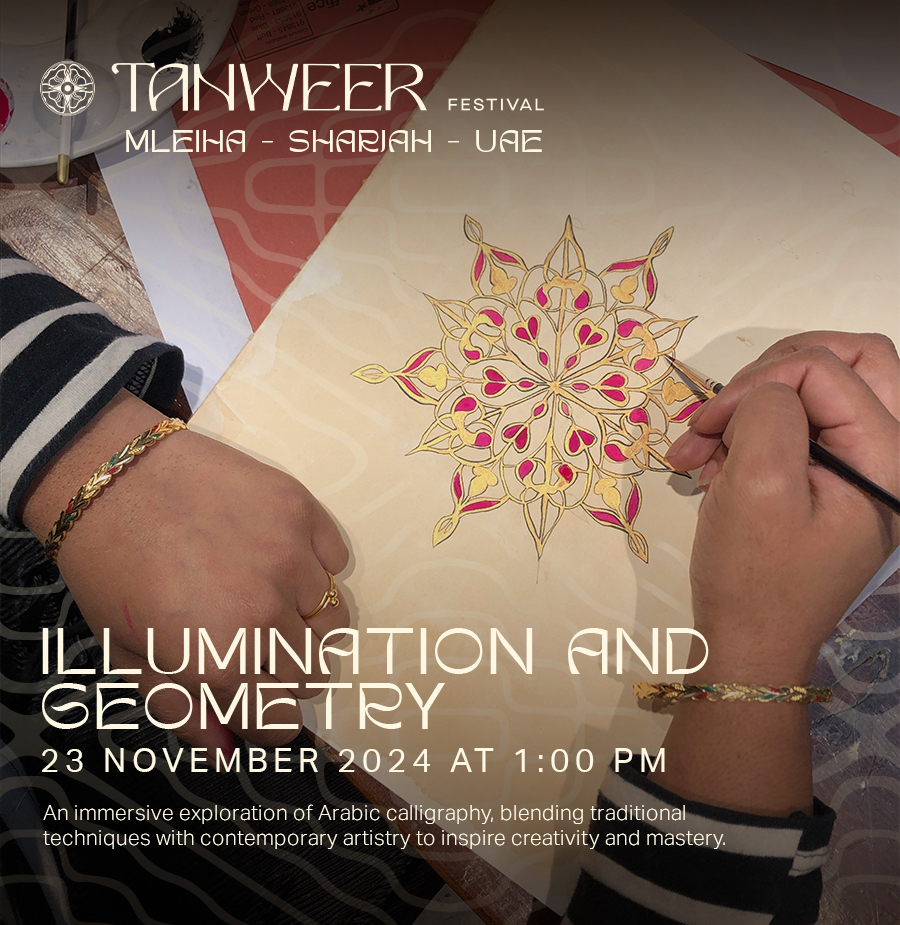 TANWEER FESTIVAL
MLEIHA - SHARJAH - UAE
ILLUMINATION AND
GEOMETRY
23 NOVEMBER 2024 AT 1:00 PM
An immersive exploration of Arabic calligraphy, blending traditional
techniques with contemporary artistry to inspire creativity and mastery.